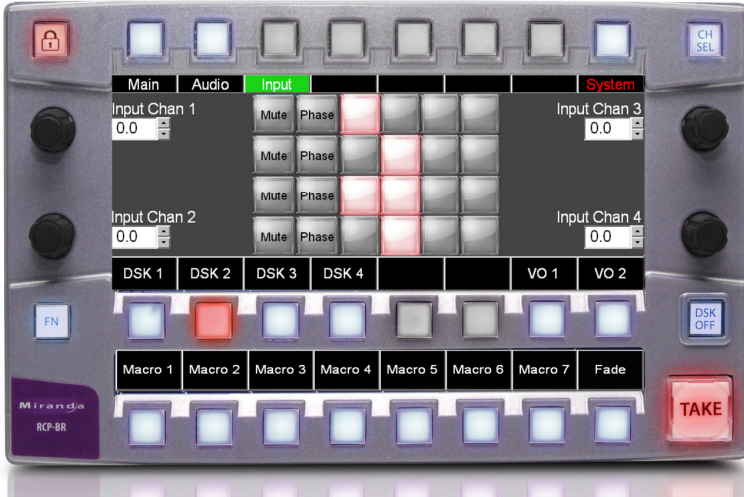 CH
SEL
Main Audio Input System
Input Chan 1
0.0
Mute Phase
Input Chan 3
0.0
Mute Phase
Mute Phase
Input Chan 2
0.0
Mute Phase
Input Chan 4
0.0
DSK 1 DSK 2 DSK 3 DSK 4 VO 1 VO 2
FN
DSK
OFF
Macro 1 Macro 2 Macro 3 Macro 4 Macro 5 Macro 6 Macro 7 Fade
Miranda
RCP-BR
TAKE